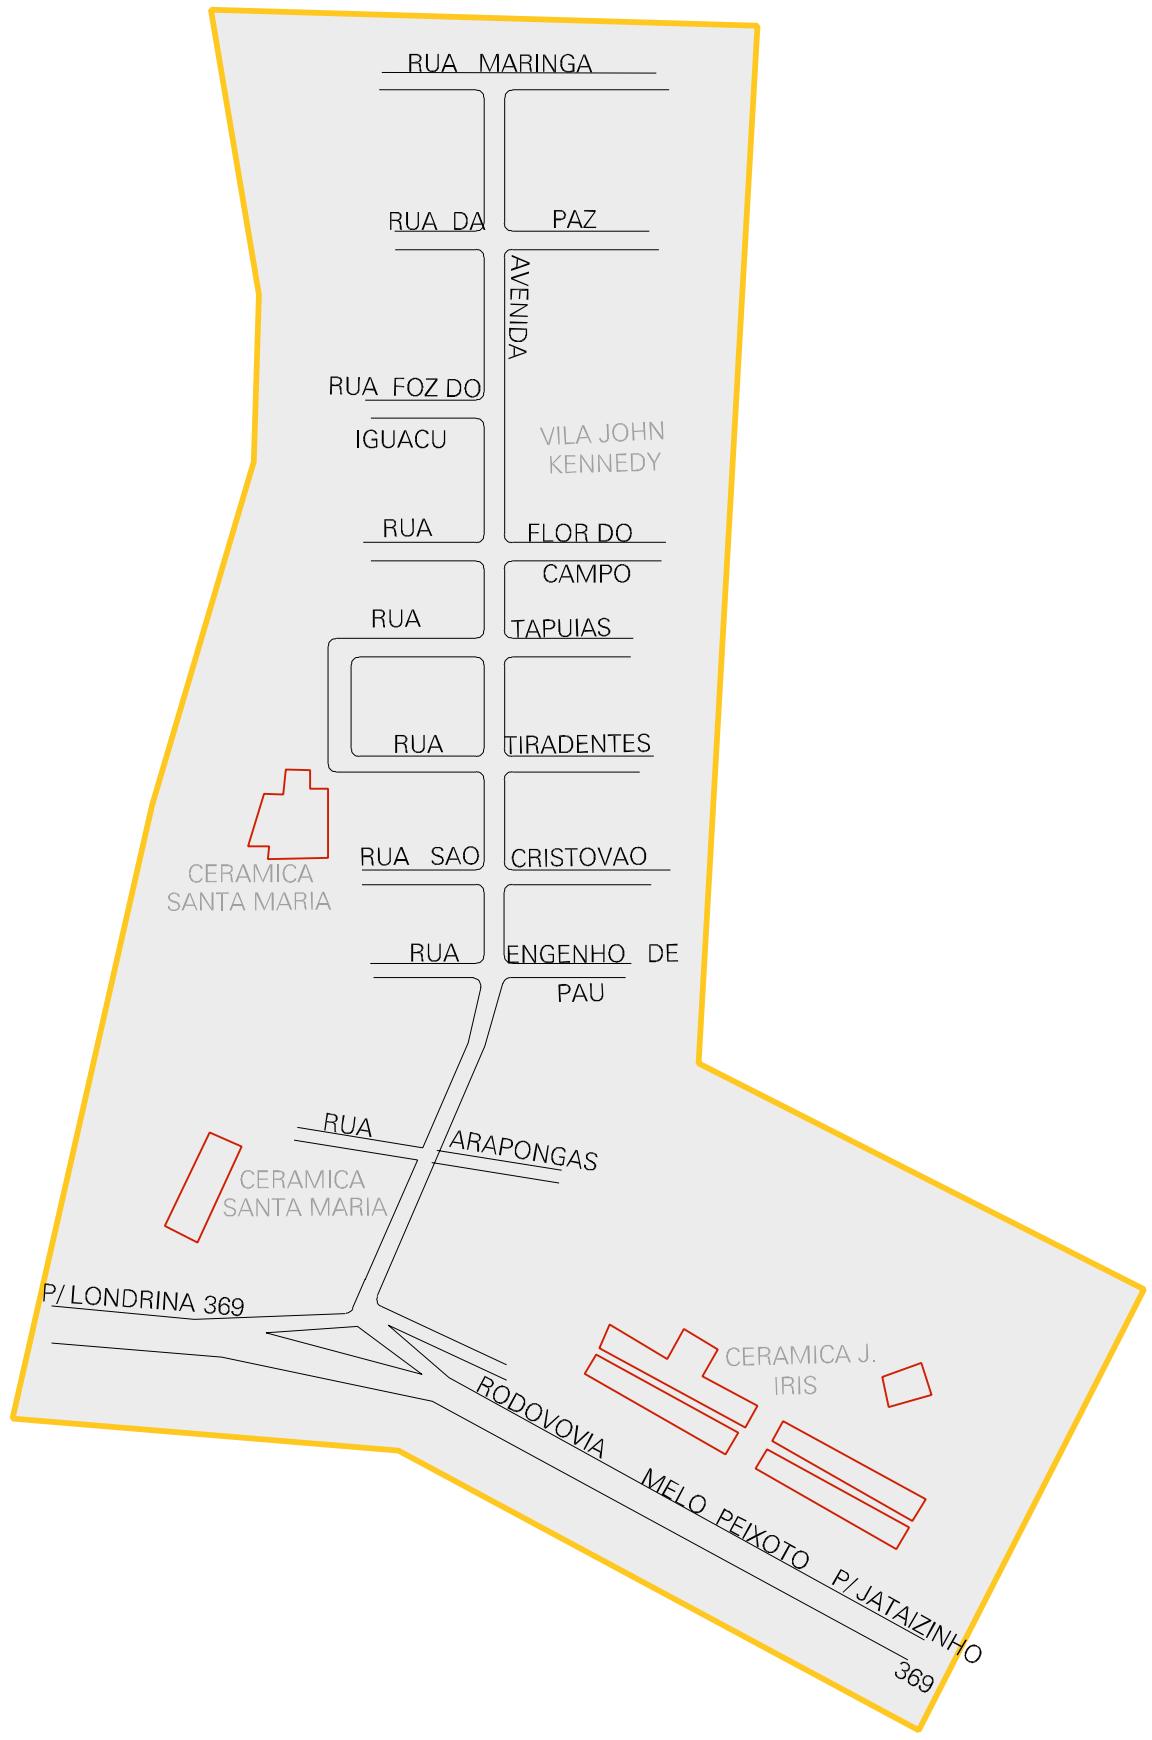 RUA MARINGA
RUA DA PAZ
AVENIDA
RUA FOZ DO
IGUACU
VILA JOHN
KENNEDY
RUA FLOR DO
CAMPO
RUA TAPUIAS
RUA TIRADENTES
RUA SAO CRISTOVAO
CERAMICA
SANTA MARIA
RUA ENGENHO DE
PAU
RUA ARAPONGAS
CERAMICA
SANTA MARIA
P/ LONDRINA 369
CERAMICA J.
IRIS
RODOVOVIA MELO PEIXOTO P/ JATAIZINHO
369